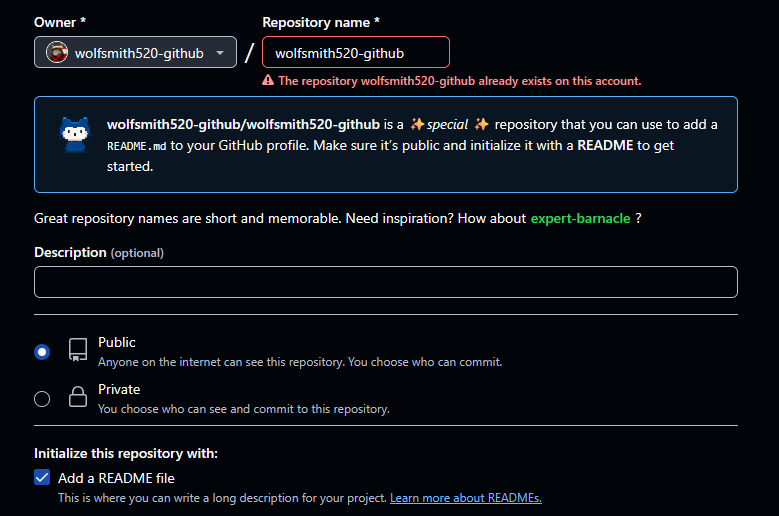 Owner * Repository name *
wolfsmith520-github / wolfsmith520-github
The repository wolfsmith520-github already exists on this account.
wolfsmith520-github/wolfsmith520-github is a ✨special ✨ repository that you can use to add a
README.md to your GitHub profile. Make sure it’s public and initialize it with a README to get
started.
Great repository names are short and memorable. Need inspiration? How about expert-barnacle ?
Description (optional)
Public
Anyone on the internet can see this repository. You choose who can commit.
Private
You choose who can see and commit to this repository.
Initialize this repository with:
Add a README file
This is where you can write a long description for your project. Learn more about READMEs.